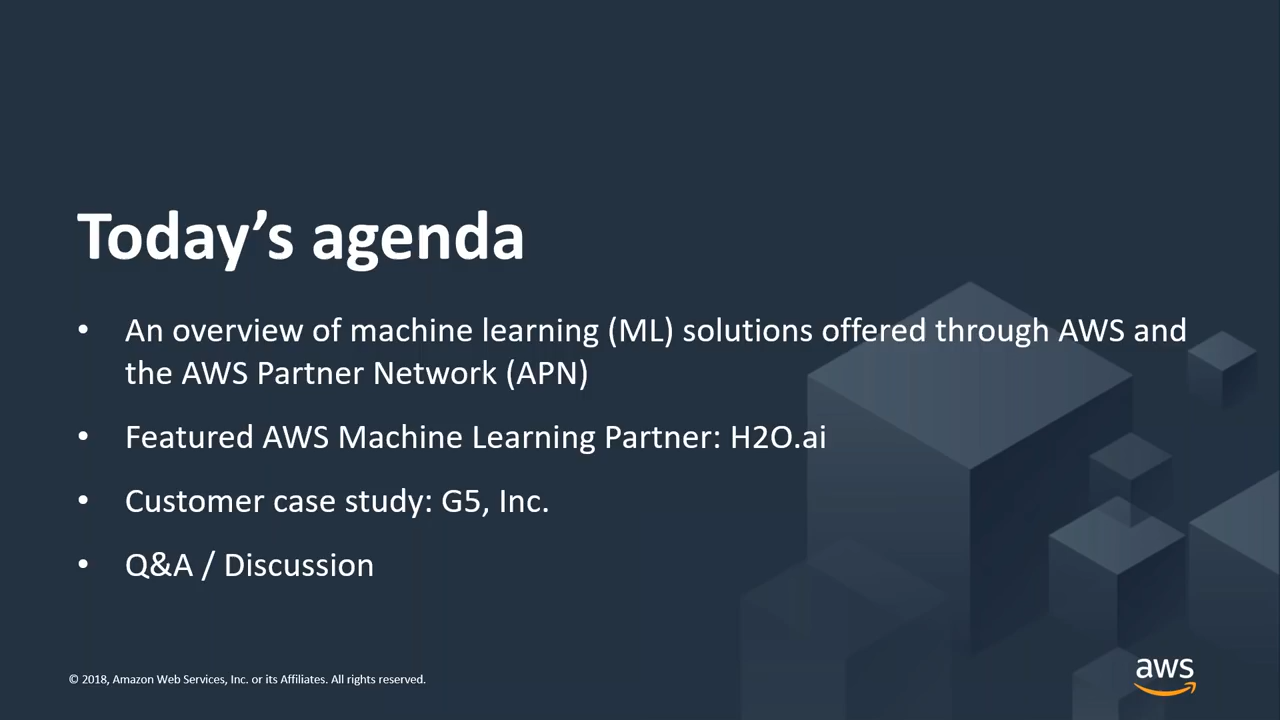 Today’s agenda
• An overview of machine learning (ML) solutions offered through AWS and
the AWS Partner Network (APN)
• Featured AWS Machine Learning Partner: H2O.ai
• Customer case study: G5, Inc.
• Q&A / Discussion
© 2018, Amazon Web Services, Inc. or its Affiliates. All rights reserved.
aws